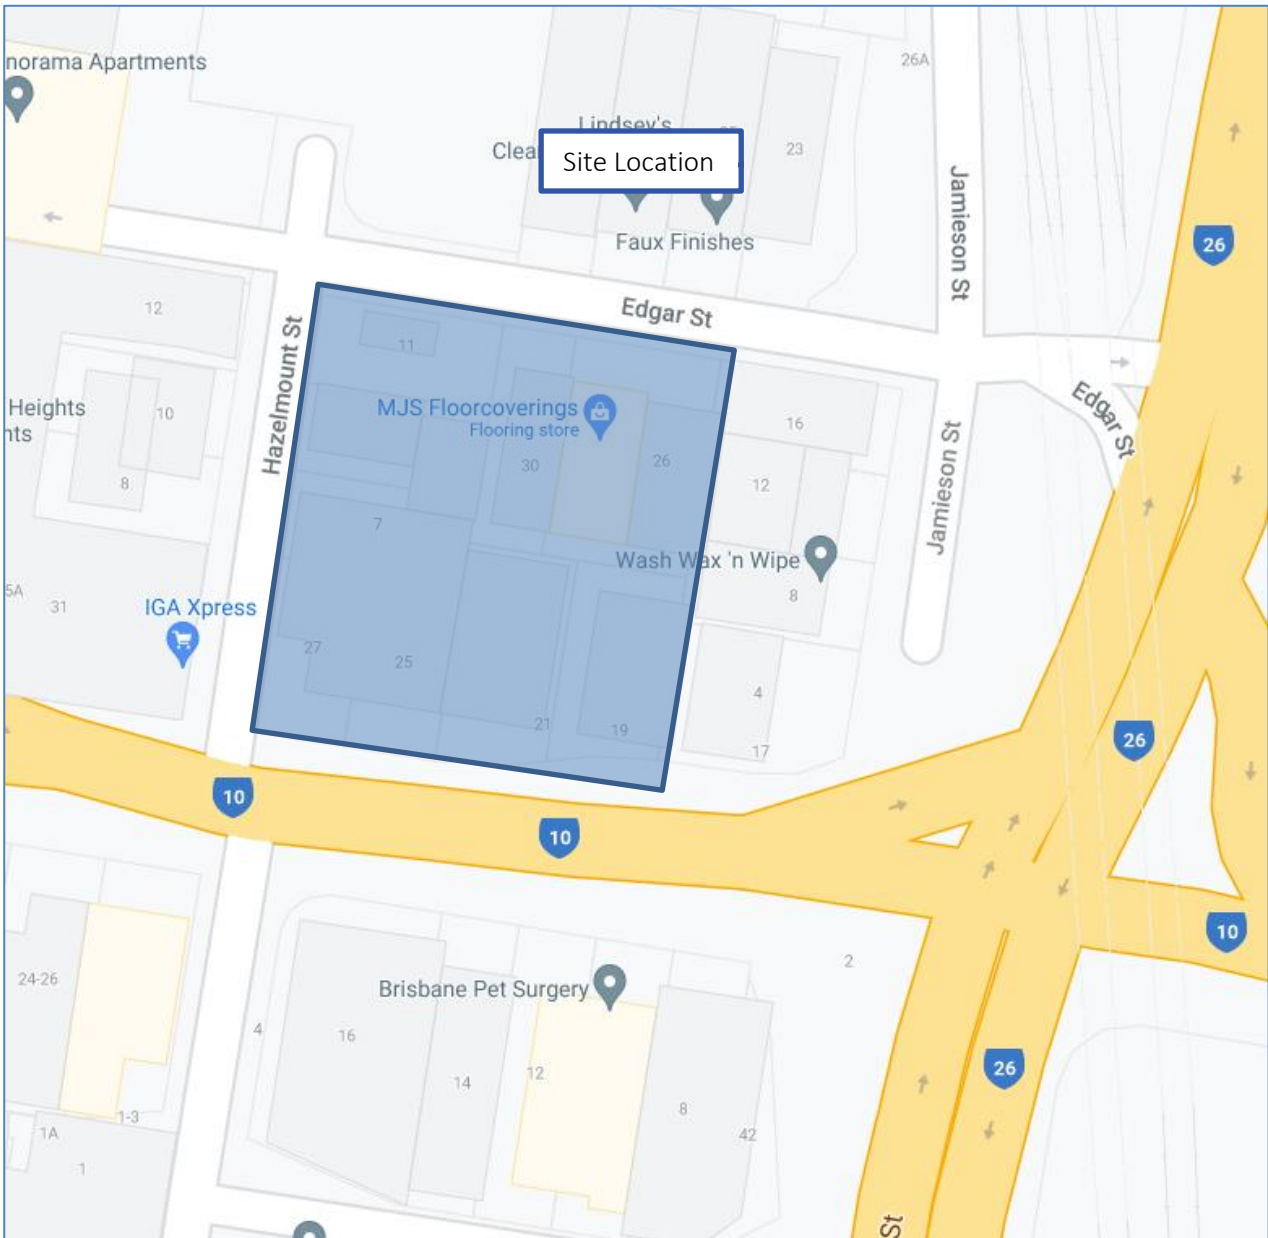 norama Apartments
26A
Lindsey's
Clea
Site Location
23
Jamieson St
26
Faux Finishes
Edgar St
12
Hazelmount St
11
Heights
nts
10
8
MJS Floorcoverings
Flooring store
30
26
16
12
Edgar St
Jamieson St
7
Wash Wax 'n Wipe
8
5A
31
IGA Xpress
27
25
21
19
4
17
26
10
10
10
24-26
2
Brisbane Pet Surgery
4
16
14
12
8
42
26
1-3
1A
1
St